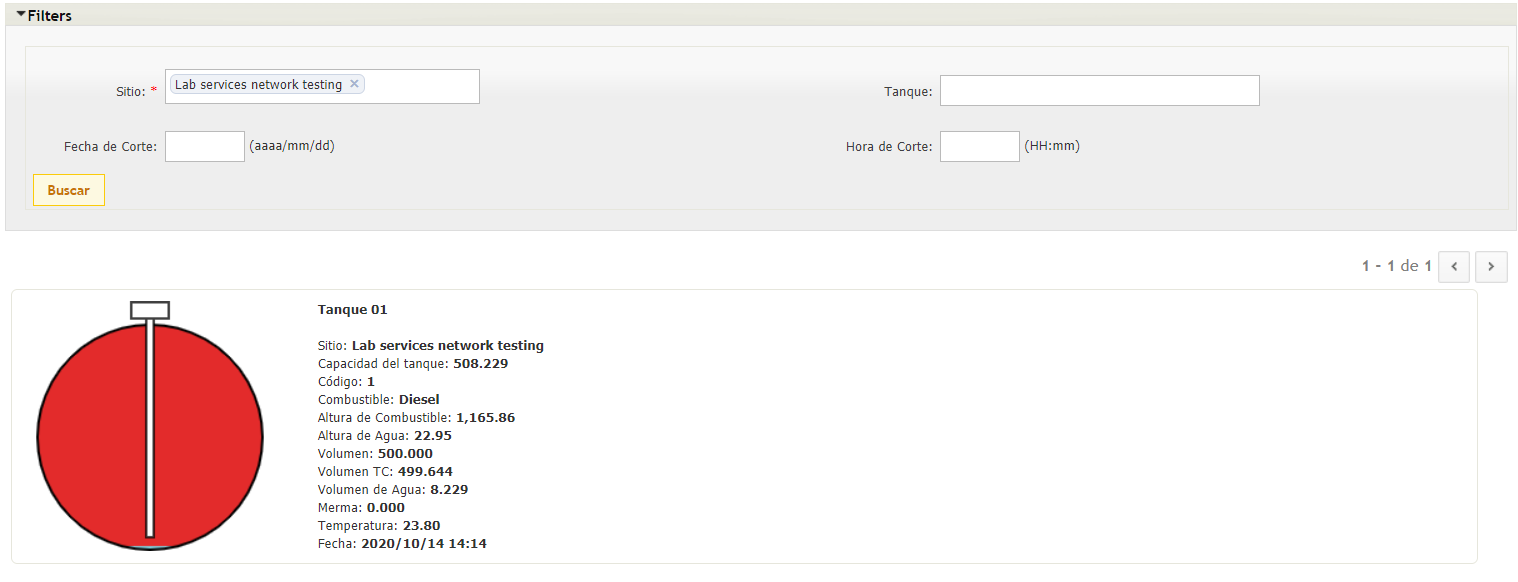 Filters
Sitio: * Lab services network testing ✕ Tanque:
Fecha de Corte: (aaaa/mm/dd) Hora de Corte: (HH:mm)
Buscar
1 - 1 de 1
Tanque 01
Sitio: Lab services network testing
Capacidad del tanque: 508.229
Código: 1
Combustible: Diesel
Altura de Combustible: 1,165.86
Altura de Agua: 22.95
Volumen: 500.000
Volumen TC: 499.644
Volumen de Agua: 8.229
Merma: 0.000
Temperatura: 23.80
Fecha: 2020/10/14 14:14